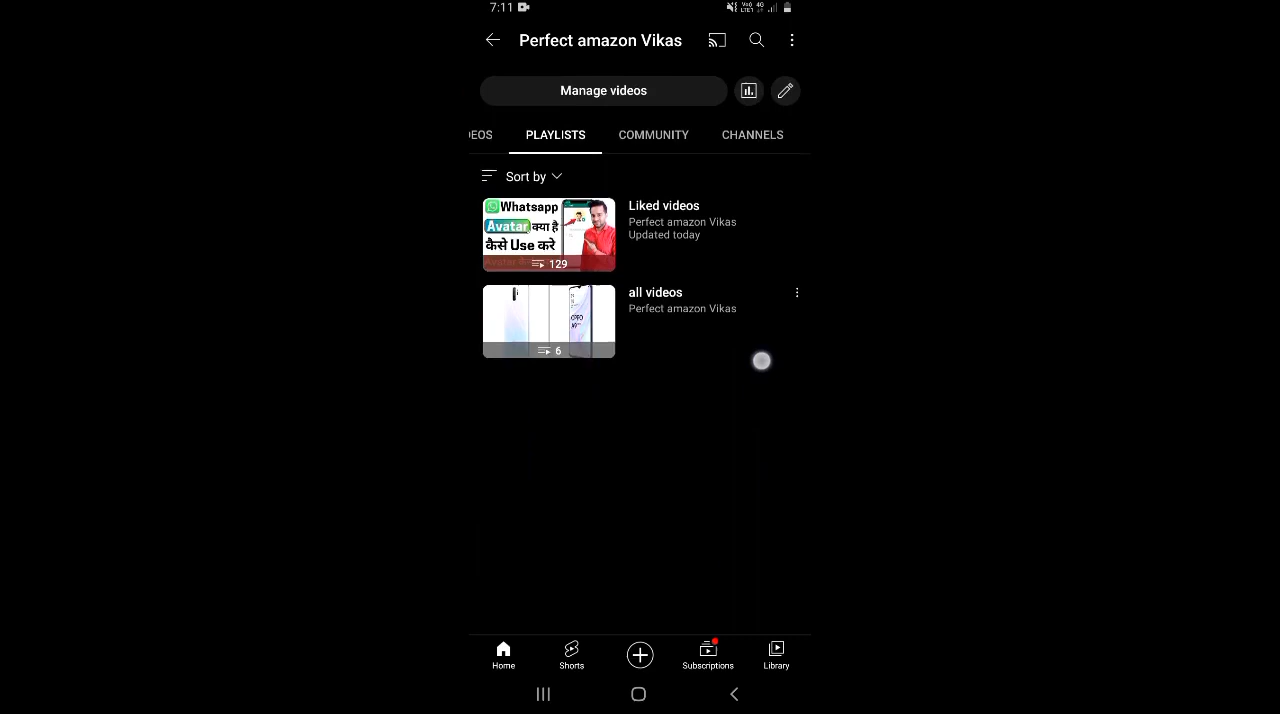 7:11
Perfect amazon Vikas
Manage videos
EOS PLAYLISTS COMMUNITY CHANNELS
Sort by
Whatsapp
Avatar क्या है
कैसे Use करे
129
Liked videos
Perfect amazon Vikas
Updated today
OPPO
6
all videos
Perfect amazon Vikas
Home Shorts Subscriptions Library